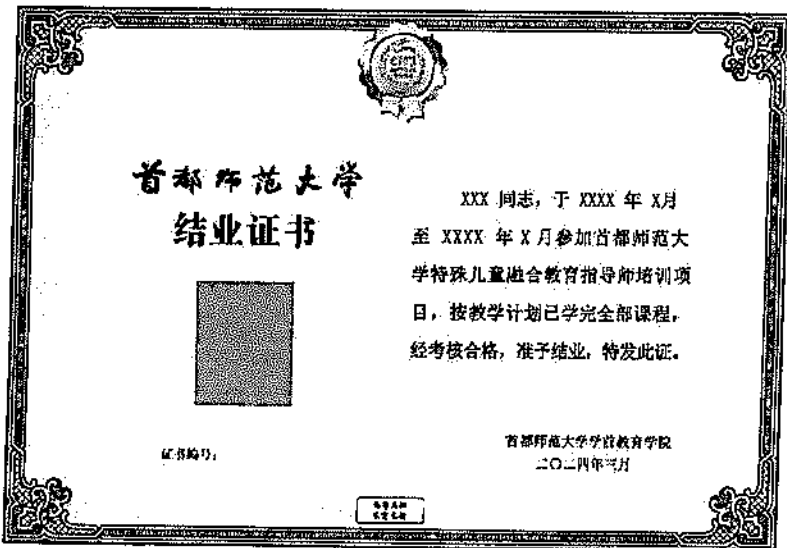 首都师范大学
结业证书
XXX 同志，于 XXXX 年 X月
至 XXXX 年 X 月参加首都师范大
学特殊儿童融合教育指导师培训项
目，按教学计划已学完全部课程，
经考核合格，准予结业，特发此证。
证书编号：
首都师范大学学前教育学院
二〇二四年三月